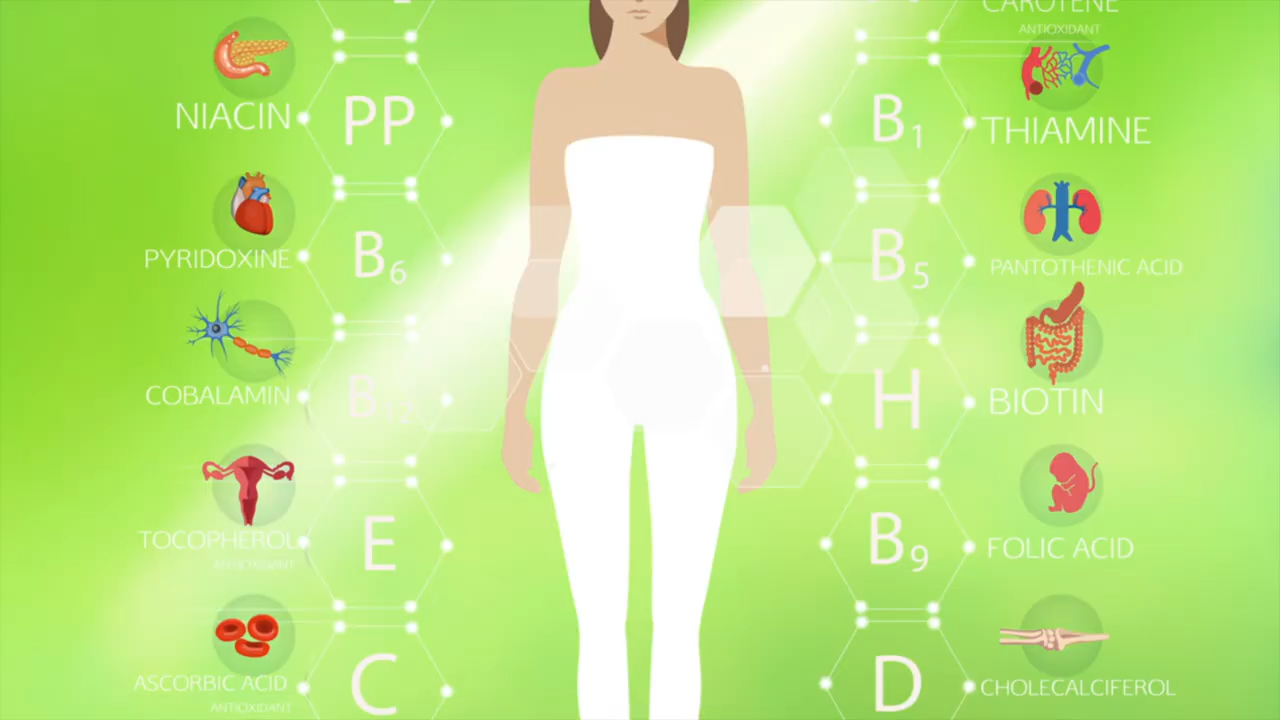 CAROTENE
ANTIOXIDANT
NIACIN
PP
B1
THIAMINE
PYRIDOXINE
B6
B5
PANTOTHENIC ACID
COBALAMIN
B12
H
BIOTIN
TOCOPHEROL
ANTIOXIDANT
E
B9
FOLIC ACID
ASCORBIC ACID
ANTIOXIDANT
C
D
CHOLECALCIFEROL